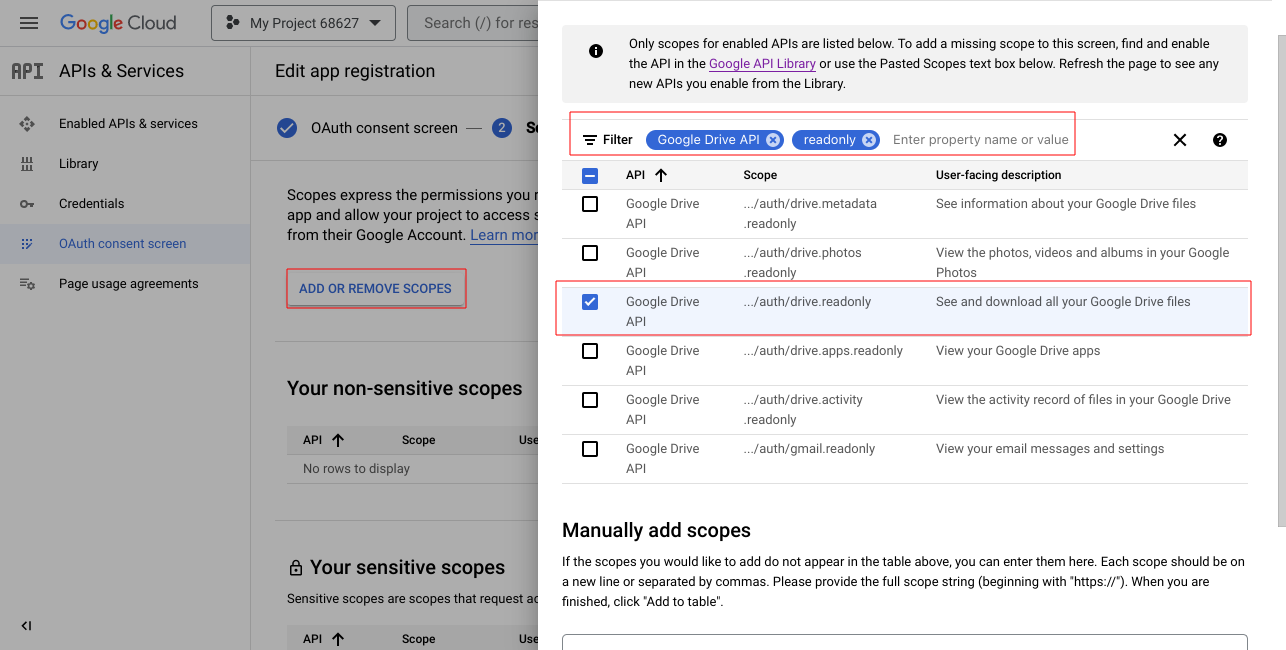 Google Cloud
My Project 68627
Search (/) for res
API APIs & Services
Enabled APIs & services
Library
Credentials
OAuth consent screen
Page usage agreements
Edit app registration
OAuth consent screen — 2 Sc
Scopes express the permissions you r
app and allow your project to access s
from their Google Account. Learn mor
ADD OR REMOVE SCOPES
Your non-sensitive scopes
API Scope Use
No rows to display
Your sensitive scopes
Sensitive scopes are scopes that request ac
API Scope Use
Only scopes for enabled APIs are listed below. To add a missing scope to this screen, find and enable
the API in the Google API Library or use the Pasted Scopes text box below. Refresh the page to see any
new APIs you enable from the Library.
Filter Google Drive API readonly Enter property name or value
API Scope User-facing description
Google Drive .../auth/drive.metadata See information about your Google Drive files
API .readonly
Google Drive .../auth/drive.photos View the photos, videos and albums in your Google
API .readonly Photos
Google Drive .../auth/drive.readonly See and download all your Google Drive files
API
Google Drive .../auth/drive.apps.readonly View your Google Drive apps
API
Google Drive .../auth/drive.activity View the activity record of files in your Google Drive
API .readonly
Google Drive .../auth/gmail.readonly View your email messages and settings
API
Manually add scopes
If the scopes you would like to add do not appear in the table above, you can enter them here. Each scope should be on
a new line or separated by commas. Please provide the full scope string (beginning with "https://"). When you are
finished, click "Add to table".